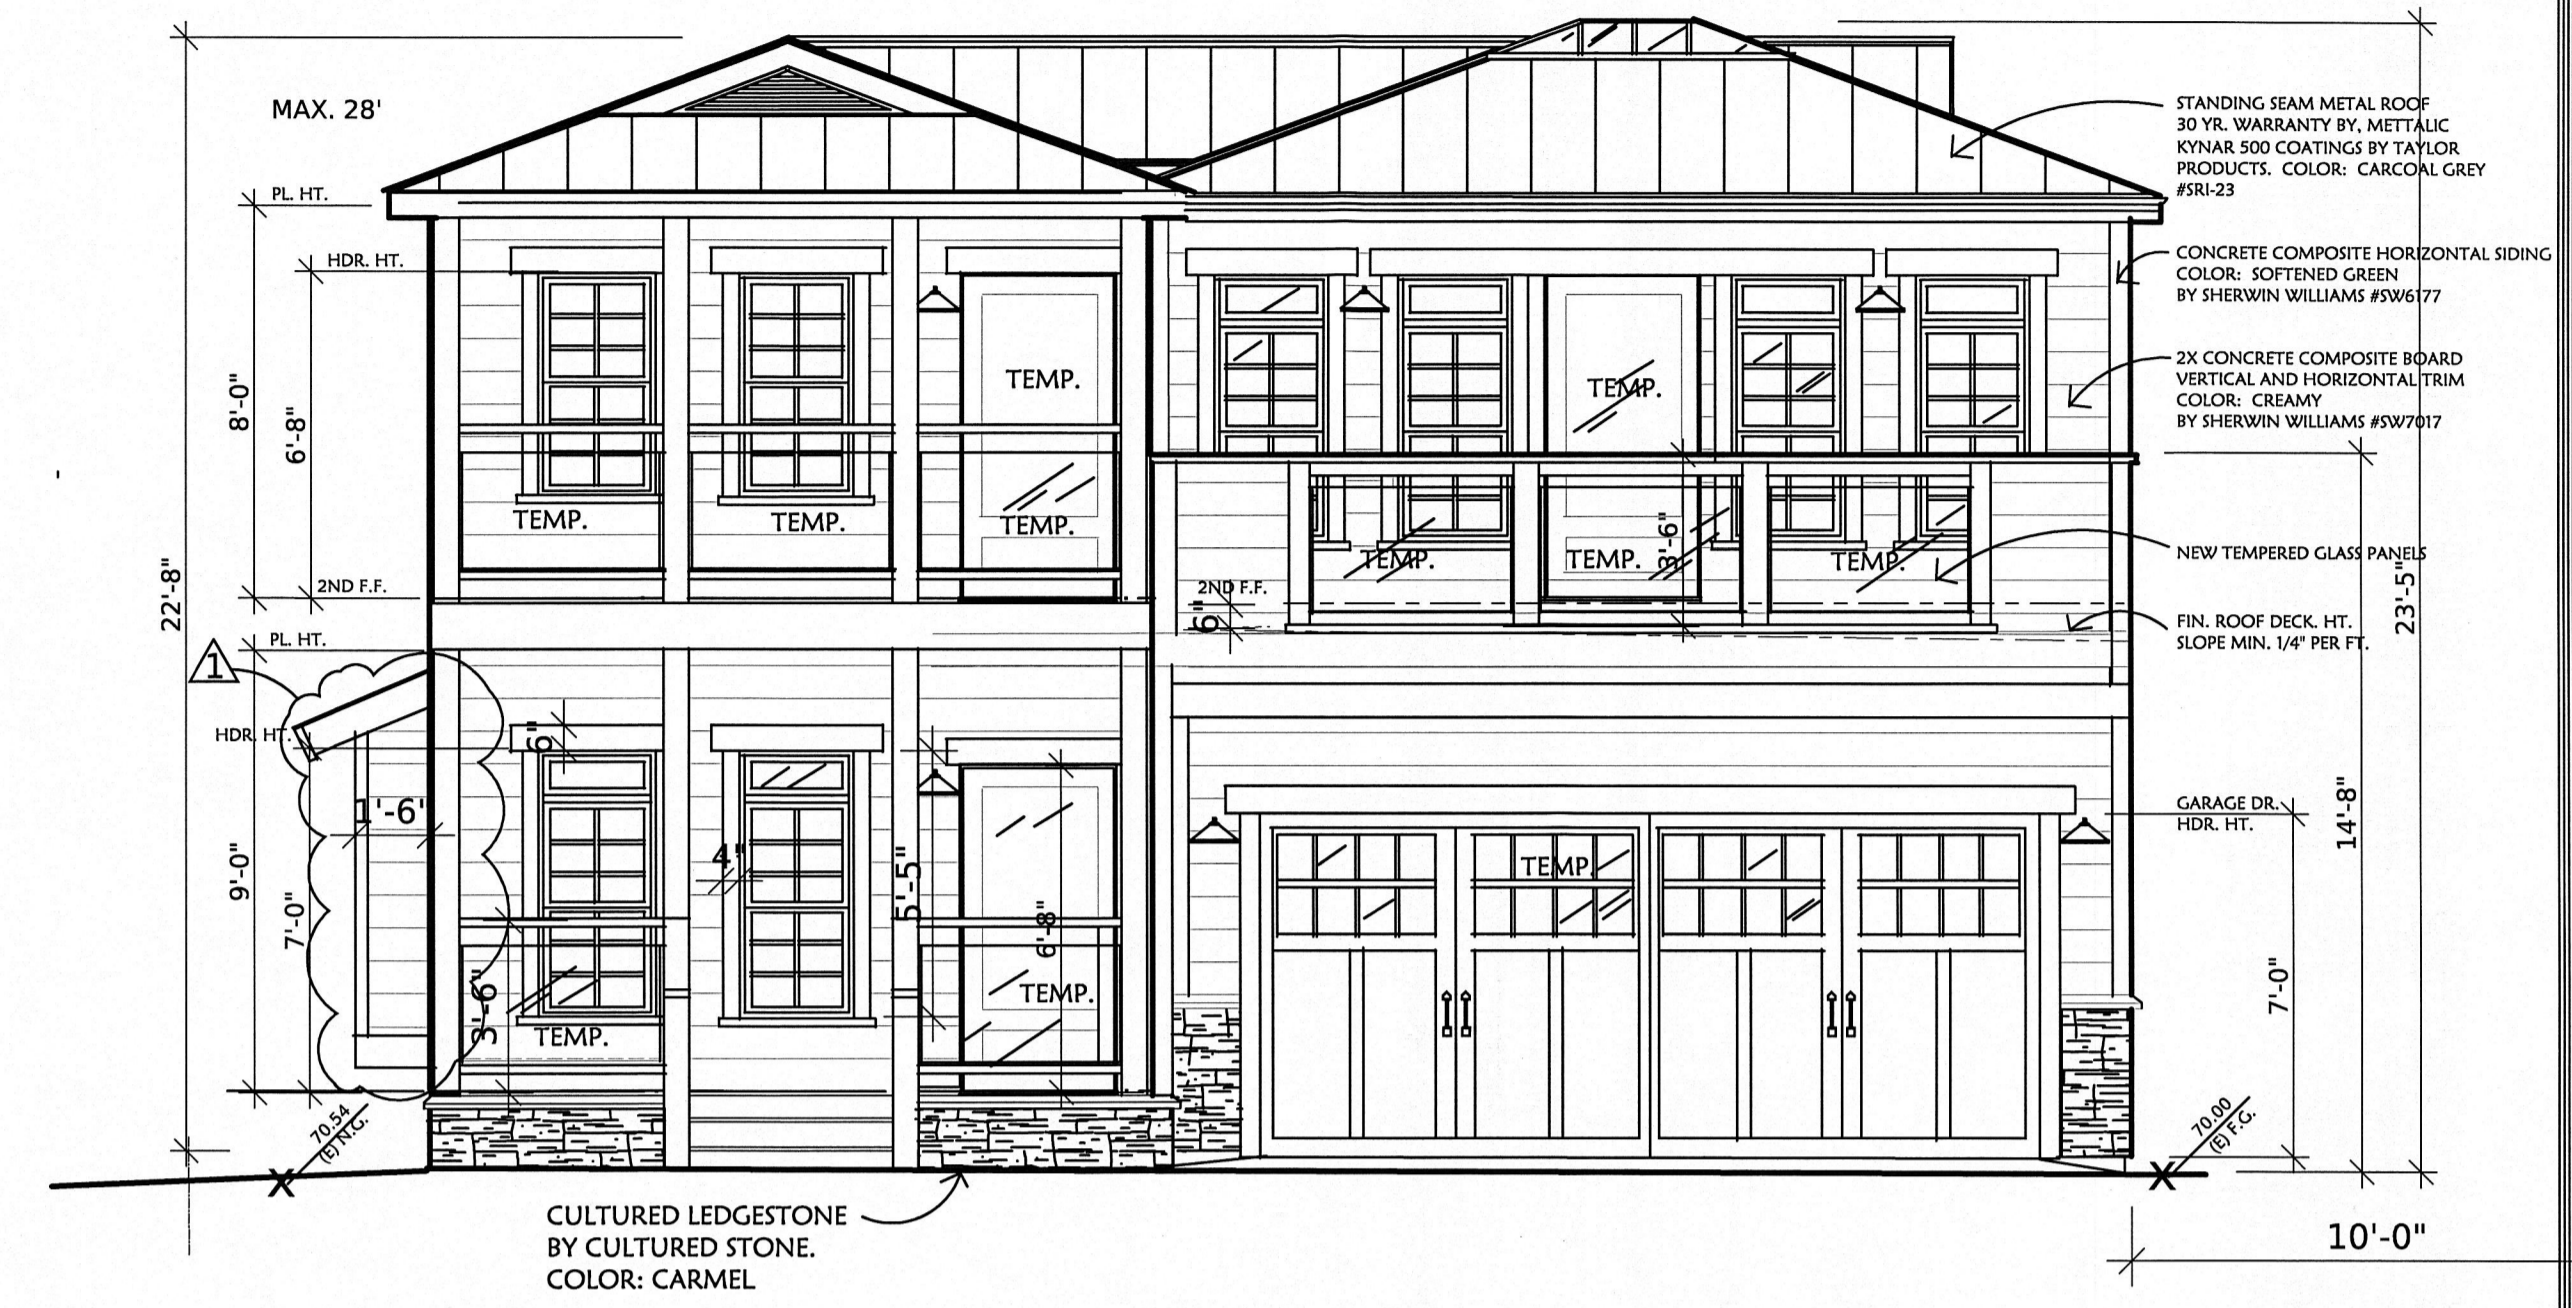 MAX. 28'
STANDING SEAM METAL ROOF
30 YR. WARRANTY BY, METTALIC
KYNAR 500 COATINGS BY TAYLOR
PRODUCTS. COLOR: CARCOAL GREY
#SRI-23
PL. HT.
HDR. HT.
CONCRETE COMPOSITE HORIZONTAL SIDING
COLOR: SOFTENED GREEN
BY SHERWIN WILLIAMS #SW6177
2X CONCRETE COMPOSITE BOARD
VERTICAL AND HORIZONTAL TRIM
COLOR: CREAMY
BY SHERWIN WILLIAMS #SW7017
8'-0"
6'-8"
TEMP.
TEMP.
TEMP.
TEMP.
TEMP.
TEMP.
TEMP.
3'-6"
TEMP.
NEW TEMPERED GLASS PANELS
22'-8"
23'-5"
2ND F.F.
2ND F.F.
6"
FIN. ROOF DECK. HT.
SLOPE MIN. 1/4" PER FT.
PL. HT.
1
HDR. HT.
6"
1'-6'
GARAGE DR.
HDR. HT.
14'-8"
9'-0"
7'-0"
4"
5'-5"
6'-8"
TEMP.
3'-6"
TEMP.
TEMP.
7'-0"
70.54
(E) N.G.
70.00
(E) F.G.
CULTURED LEDGESTONE
BY CULTURED STONE.
COLOR: CARMEL
10'-0"